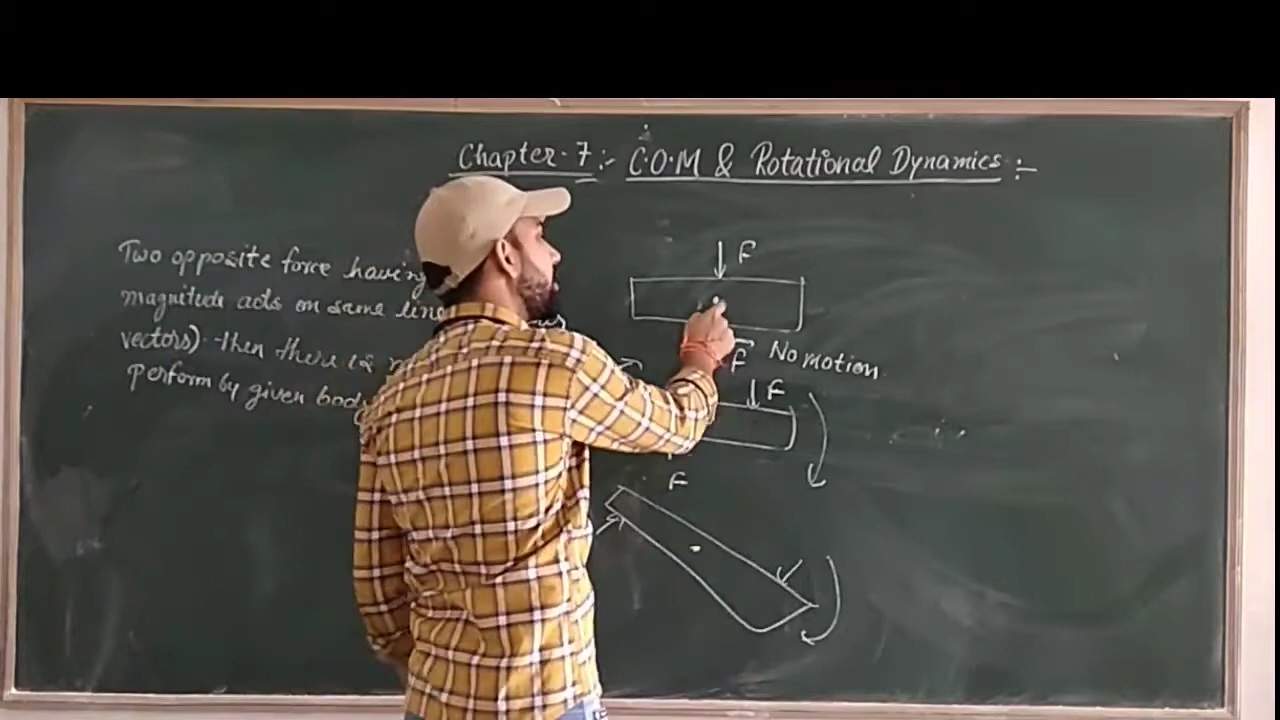 Chapter-7:- C.O.M & Rotational Dynamics :-
Two opposite force having
magnitude acts on same line
vectors). then there is
perform by given body
F
F
No motion
F
F